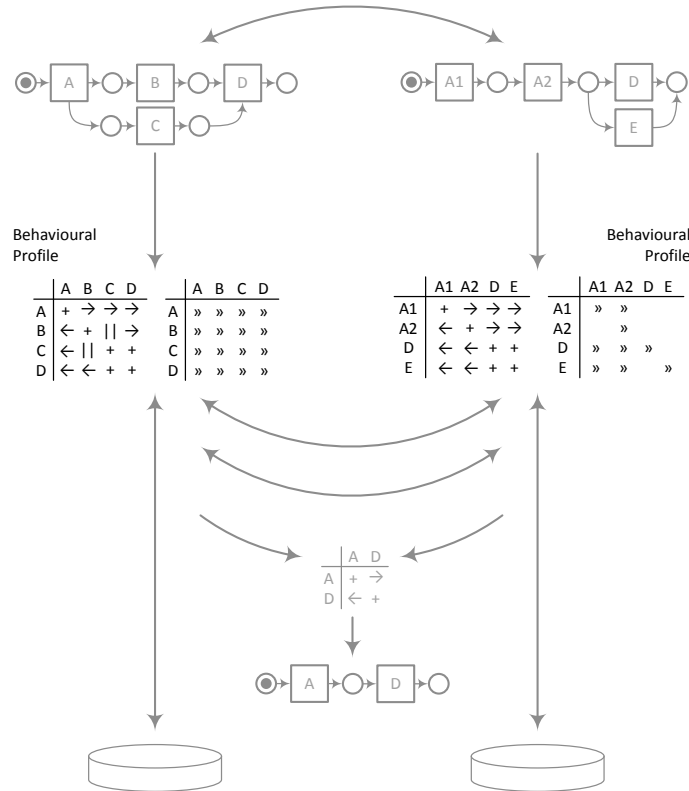 A B D A1 A2 D
C E
Behavioural
Profile
Behavioural
Profile
A B C D
A + → → →
B ← + || →
C ← || + +
D ← ← + +
A B C D
A » » » »
B » » » »
C » » » »
D » » » »
A1 A2 D E
A1 + → → →
A2 ← + → →
D ← ← + +
E ← ← + +
A1 A2 D E
A1 » »
A2 »
D » » »
E » » »
A D
A + →
D ← +
A D